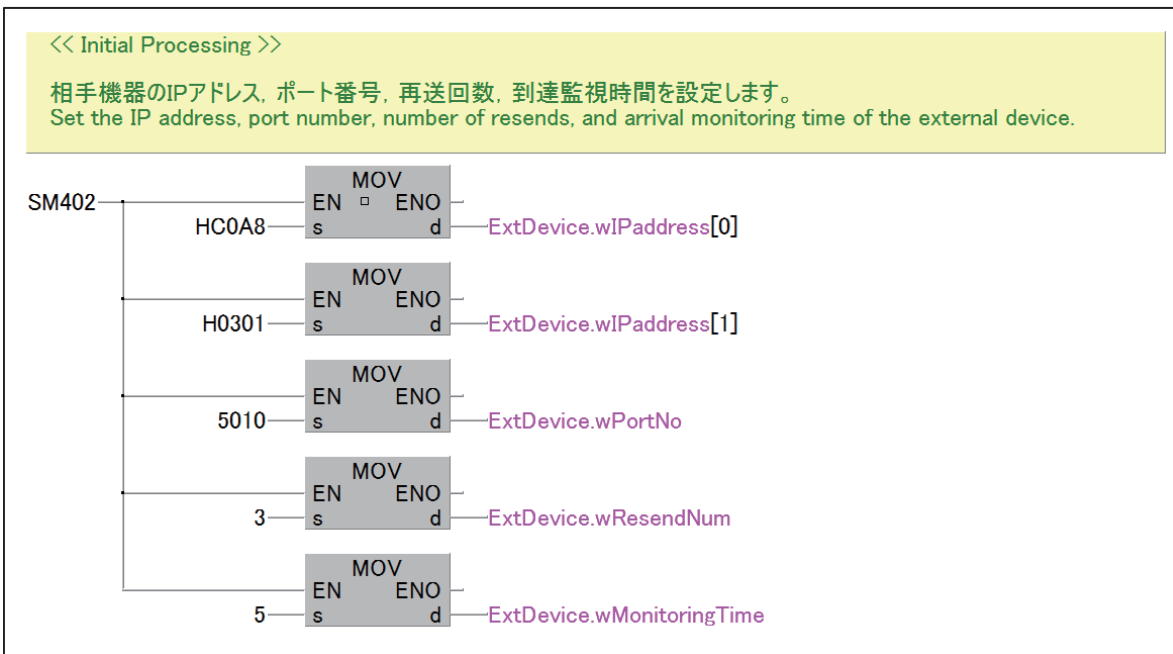 << Initial Processing >>
相手機器のIPアドレス, ポート番号, 再送回数, 到達監視時間を設定します。
Set the IP address, port number, number of resends, and arrival monitoring time of the external device.
MOV
SM402 EN ENO
HC0A8 s d ExtDevice.wIPaddress[0]
MOV
EN ENO
H0301 s d ExtDevice.wIPaddress[1]
MOV
EN ENO
5010 s d ExtDevice.wPortNo
MOV
EN ENO
3 s d ExtDevice.wResendNum
MOV
EN ENO
5 s d ExtDevice.wMonitoringTime